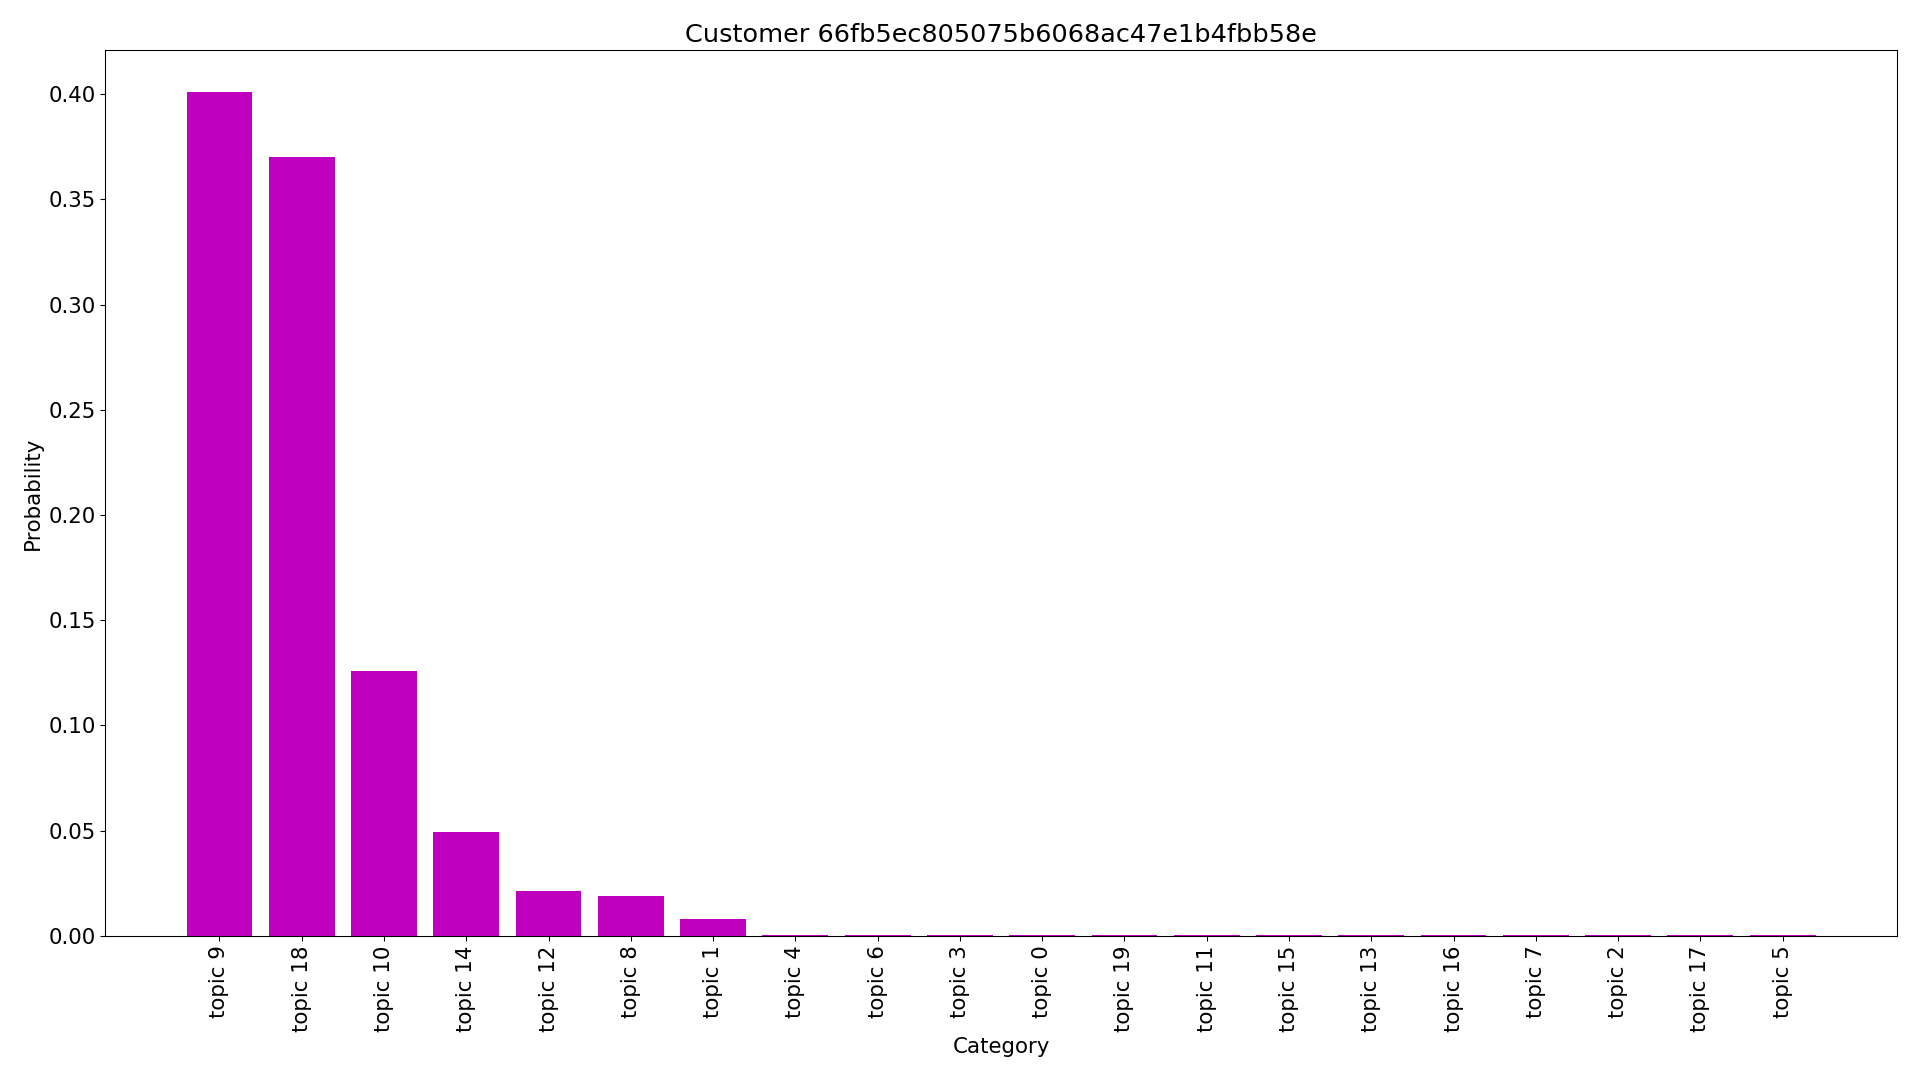 Customer 66fb5ec805075b6068ac47e1b4fbb58e
Probability
0.40
0.35
0.30
0.25
0.20
0.15
0.10
0.05
0.00
topic 9
topic 18
topic 10
topic 14
topic 12
topic 8
topic 1
topic 4
topic 6
topic 3
topic 0
topic 19
topic 11
topic 15
topic 13
topic 16
topic 7
topic 2
topic 17
topic 5
Category